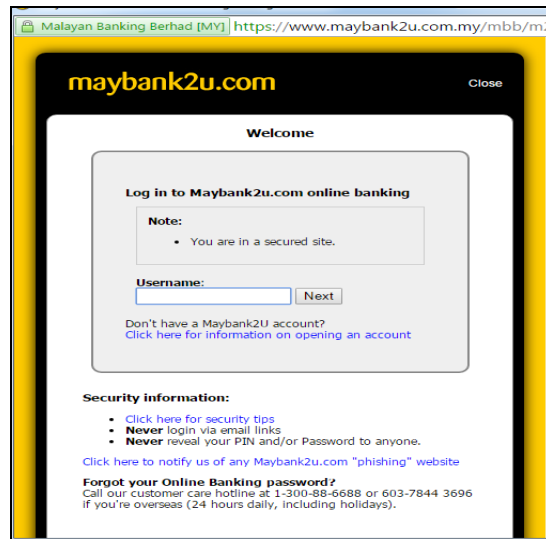 Malayan Banking Berhad [MY] https://www.maybank2u.com.my/mbb/m
maybank2u.com
Close
Welcome
Log in to Maybank2u.com online banking
Note:
• You are in a secured site.
Username:
Next
Don't have a Maybank2U account?
Click here for information on opening an account
Security information:
• Click here for security tips
• Never login via email links
• Never reveal your PIN and/or Password to anyone.
Click here to notify us of any Maybank2u.com "phishing" website
Forgot your Online Banking password?
Call our customer care hotline at 1-300-88-6688 or 603-7844 3696
if you're overseas (24 hours daily, including holidays).